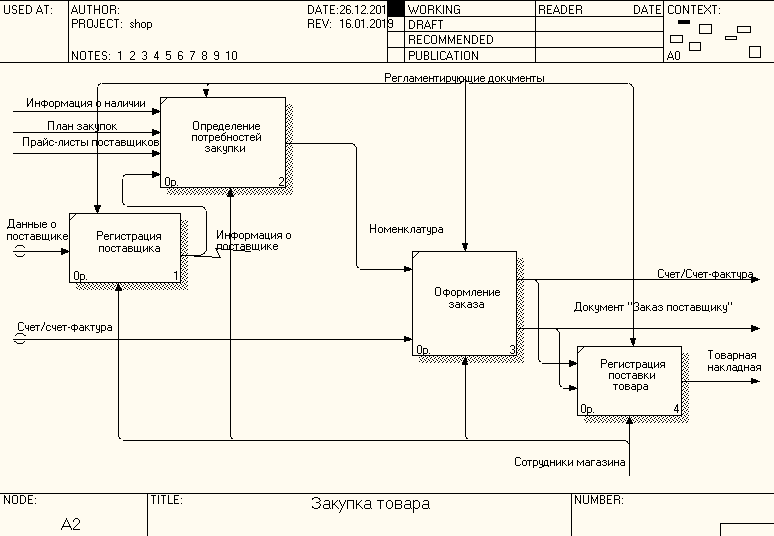 USED AT:
AUTHOR:
DATE:26.12.201
PROJECT: shop
REV: 16.01.2019
NOTES: 1 2 3 4 5 6 7 8 9 10
WORKING
DRAFT
RECOMMENDED
PUBLICATION
READER DATE
CONTEXT:
A0
Регламентирующие документы
Информация о наличии
План закупок
Прайс-листы поставщиков
Определение
потребностей
закупки
0р. 2
Данные о
поставщике
Регистрация
поставщика
0р. 1
Информация о
поставщике
Номенклатура
Оформление
заказа
0р. 3
Счет/счет-фактура
Счет/Счет-фактура
Документ "Заказ поставщику"
Регистрация
поставки
товара
0р. 4
Товарная
накладная
Сотрудники магазина
NODE:
A2
TITLE:
Закупка товара
NUMBER: